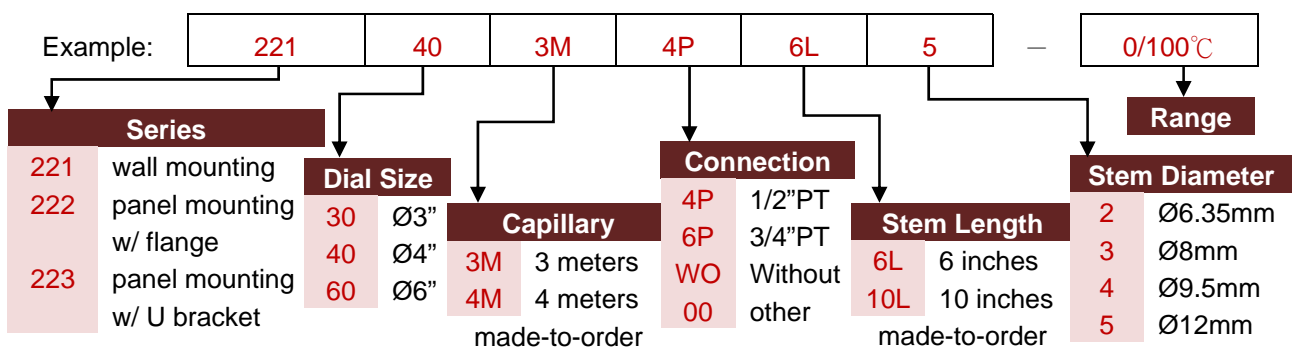 Example: 221 40 3M 4P 6L 5 – 0/100℃
Series
221 wall mounting
222 panel mounting
w/ flange
223 panel mounting
w/ U bracket
Dial Size
30 Ø3”
40 Ø4”
60 Ø6”
Capillary
3M 3 meters
4M 4 meters
made-to-order
Connection
4P 1/2”PT
6P 3/4”PT
WO Without
00 other
Stem Length
6L 6 inches
10L 10 inches
made-to-order
Range
Stem Diameter
2 Ø6.35mm
3 Ø8mm
4 Ø9.5mm
5 Ø12mm